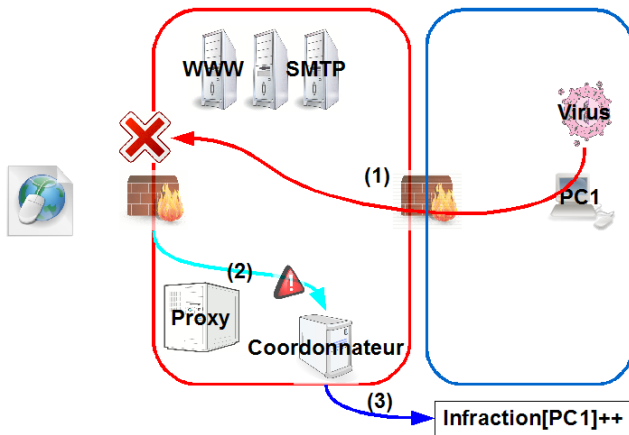 WWW
SMTP
Virus
(1)
PC1
(2)
Proxy
Coordonnateur
(3)
Infraction[PC1]++